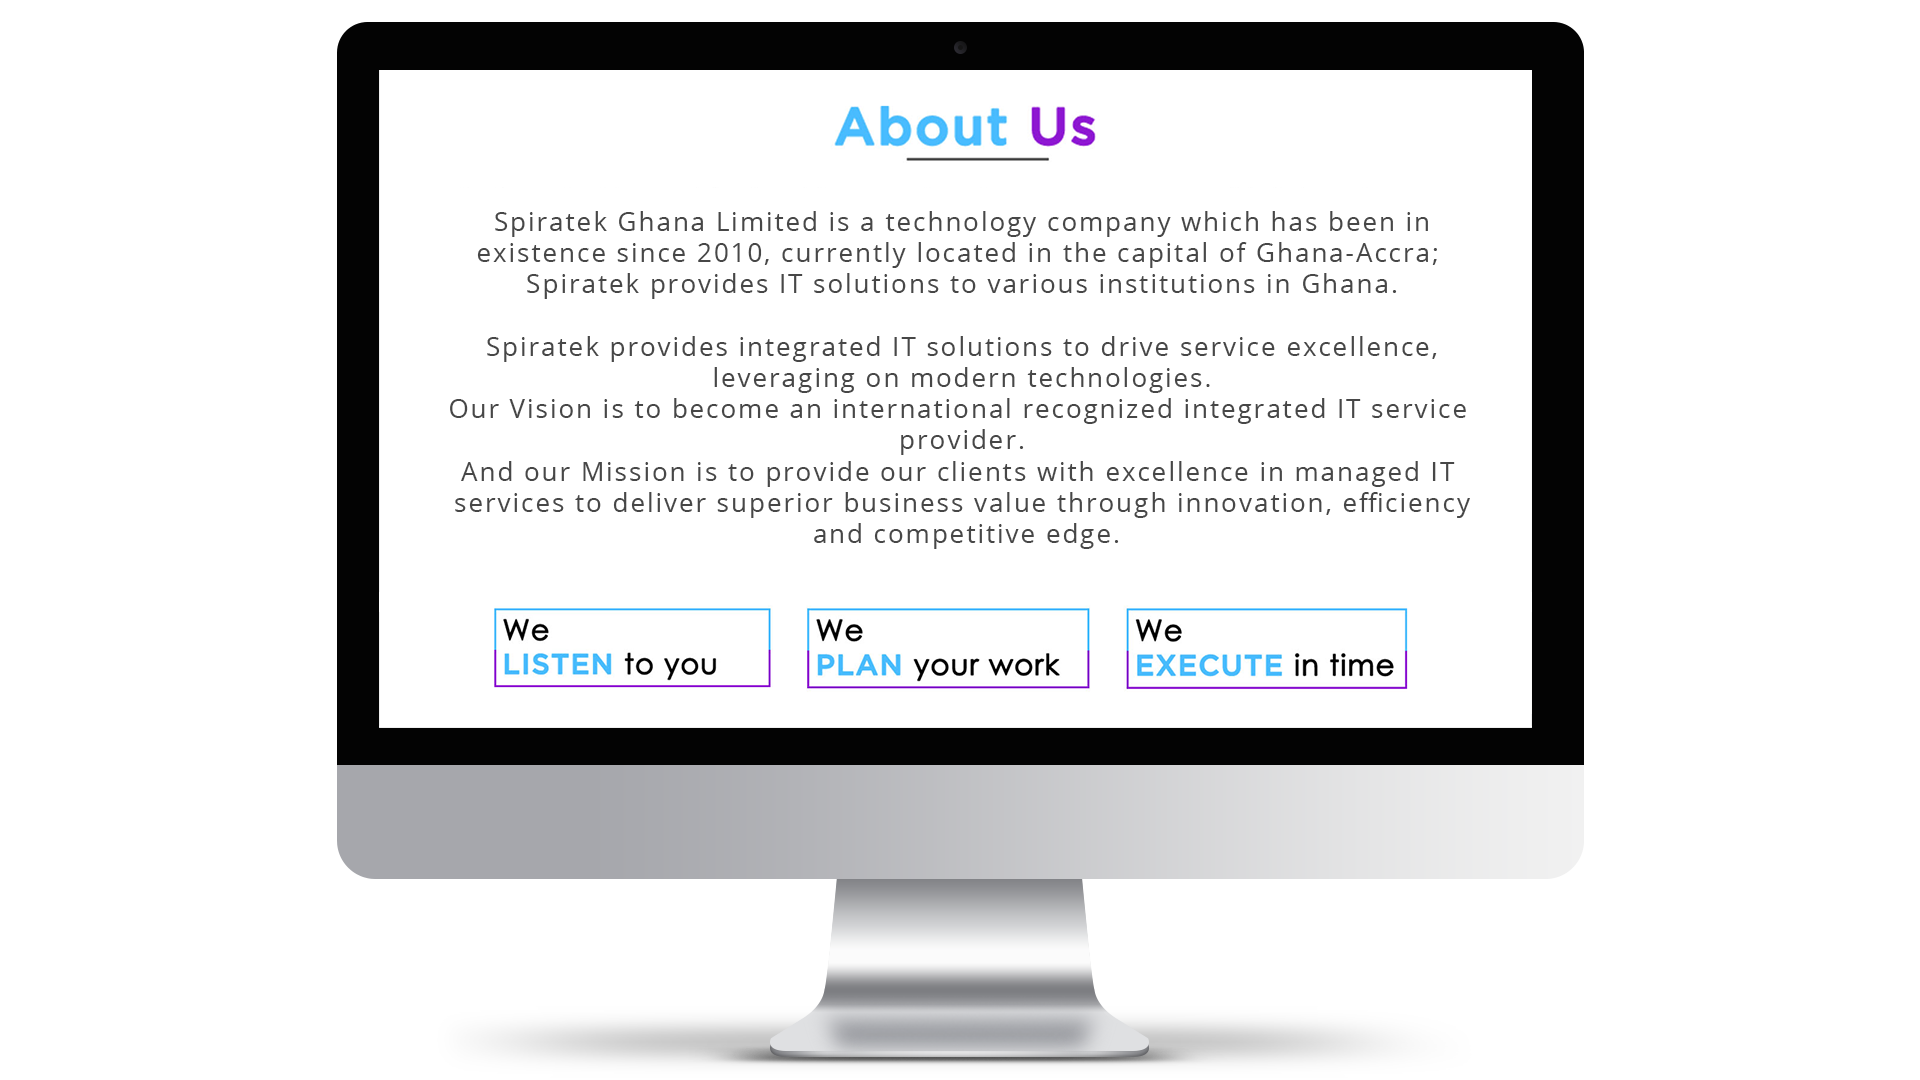 About Us
Spiratek Ghana Limited is a technology company which has been in
existence since 2010, currently located in the capital of Ghana-Accra;
Spiratek provides IT solutions to various institutions in Ghana.
Spiratek provides integrated IT solutions to drive service excellence,
leveraging on modern technologies.
Our Vision is to become an international recognized integrated IT service
provider.
And our Mission is to provide our clients with excellence in managed IT
services to deliver superior business value through innovation, efficiency
and competitive edge.
We
LISTEN to you
We
PLAN your work
We
EXECUTE in time